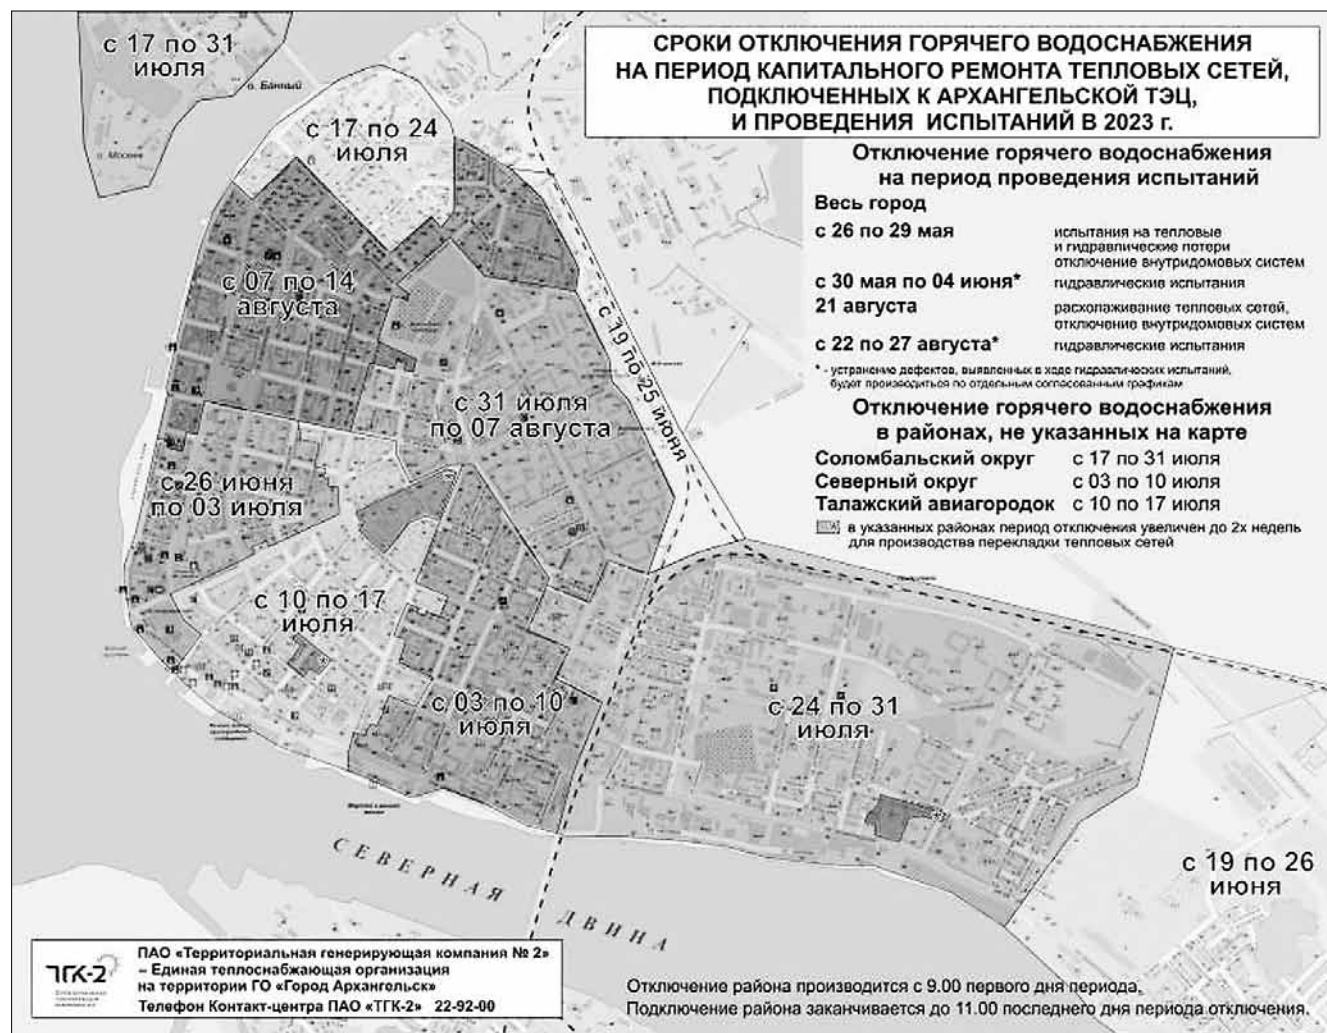 СРОКИ ОТКЛЮЧЕНИЯ ГОРЯЧЕГО ВОДОСНАБЖЕНИЯ
НА ПЕРИОД КАПИТАЛЬНОГО РЕМОНТА ТЕПЛОВЫХ СЕТЕЙ,
ПОДКЛЮЧЕННЫХ К АРХАНГЕЛЬСКОЙ ТЭЦ,
И ПРОВЕДЕНИЯ ИСПЫТАНИЙ В 2023 г.
Отключение горячего водоснабжения
на период проведения испытаний
Весь город
с 26 по 29 мая
испытания на тепловые
и гидравлические потери
отключение внутридомовых систем
с 30 мая по 04 июня*
гидравлические испытания
21 августа
расхолаживание тепловых сетей,
отключение внутридомовых систем
с 22 по 27 августа*
гидравлические испытания
* - устранение дефектов, выявленных в ходе гидравлических испытаний,
будет производиться по отдельным согласованным графикам
Отключение горячего водоснабжения
в районах, не указанных на карте
Соломбальский округ с 17 по 31 июля
Северный округ с 03 по 10 июля
Талажский авиагородок с 10 по 17 июля
в указанных районах период отключения увеличен до 2х недель
для производства перекладки тепловых сетей
с 17 по 31
июля
о. Банный
о. Мосеев
с 17 по 24
июля
с 07 по 14
августа
с 19 по 25 июня
с 31 июля
по 07 августа
с 26 июня
по 03 июля
с 10 по 17
июля
с 03 по 10
июля
с 24 по 31
июля
с 19 по 26
июня
СЕВЕРНАЯ ДВИНА
ТГК-2
ПАО «Территориальная генерирующая компания № 2»
– Единая теплоснабжающая организация
на территории ГО «Город Архангельск»
Телефон Контакт-центра ПАО «ТГК-2» 22-92-00
Отключение района производится с 9.00 первого дня периода.
Подключение района заканчивается до 11.00 последнего дня периода отключения.